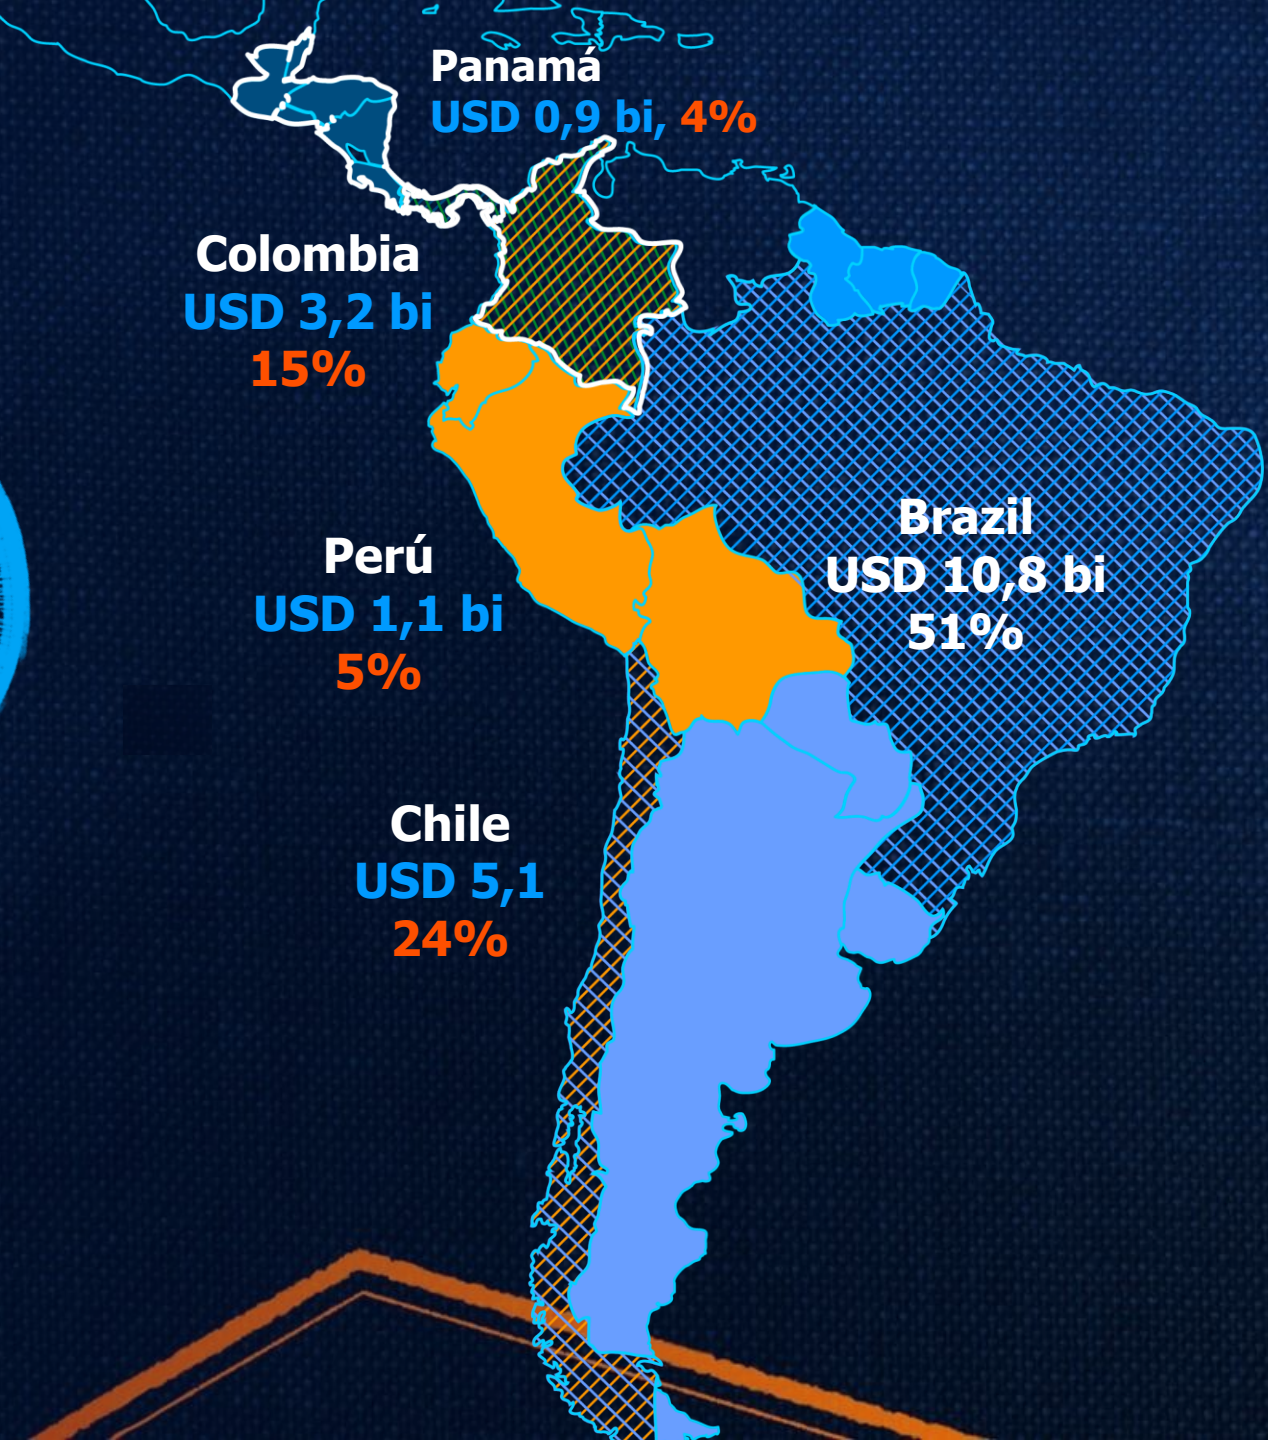 Panamá
USD 0,9 bi, 4%
Colombia
USD 3,2 bi
15%
Brazil
USD 10,8 bi
51%
Perú
USD 1,1 bi
5%
Chile
USD 5,1
24%